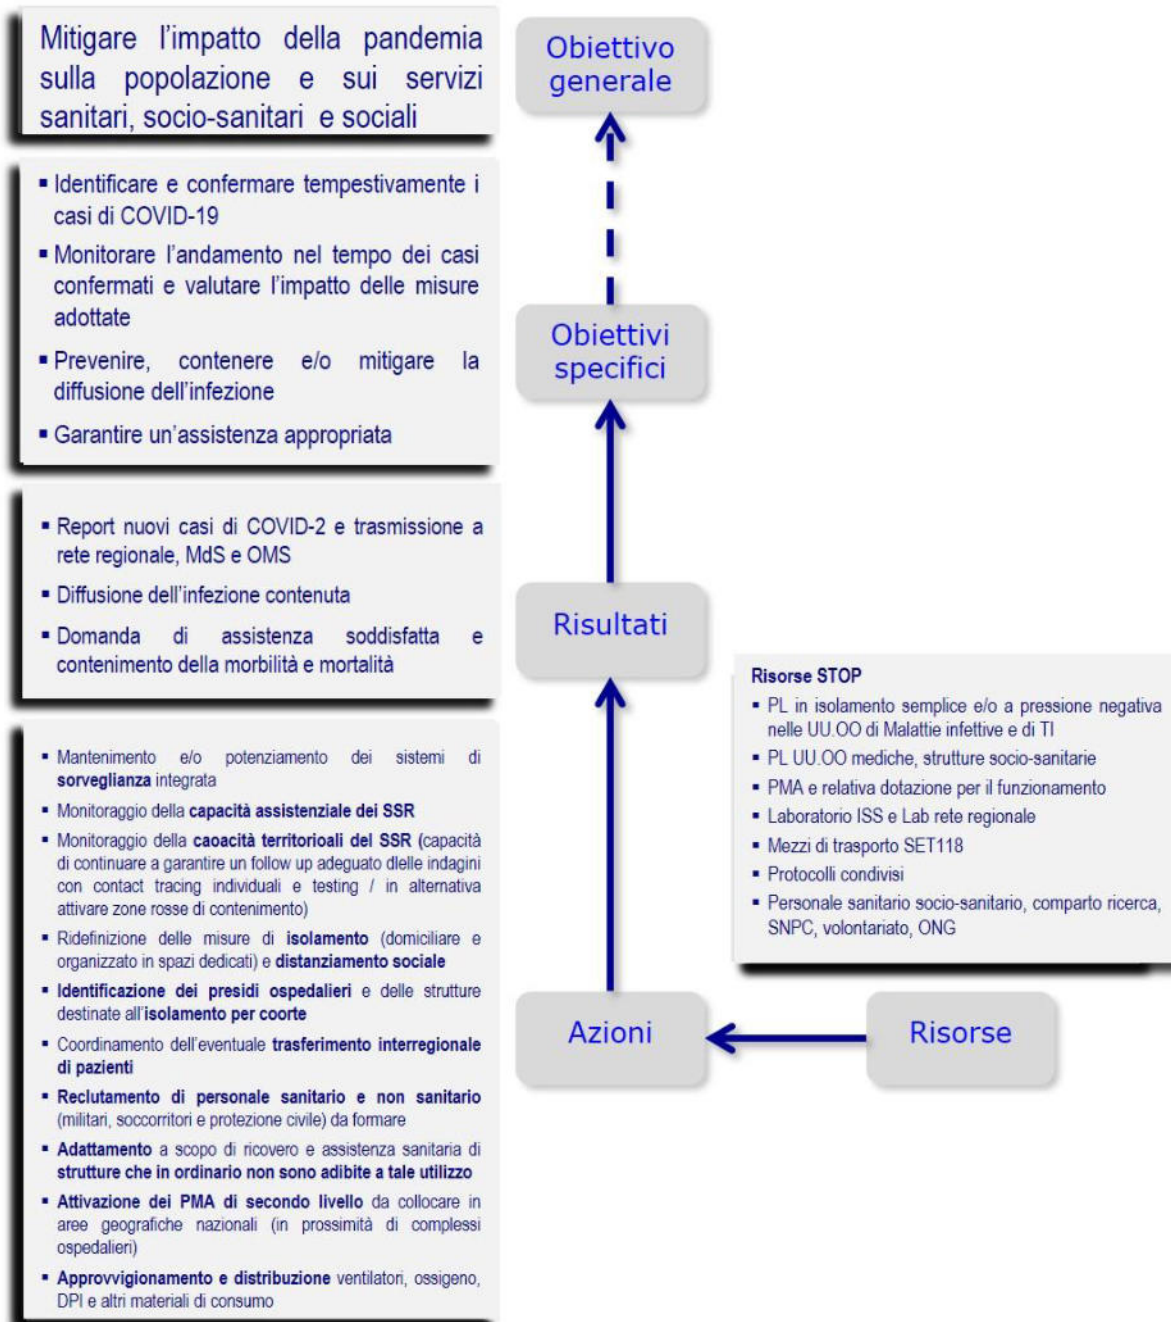 Mitigare l'impatto della pandemia
sulla popolazione e sui servizi
sanitari, socio-sanitari e sociali
Obiettivo
generale
▪ Identificare e confermare tempestivamente i
casi di COVID-19
▪ Monitorare l'andamento nel tempo dei casi
confermati e valutare l'impatto delle misure
adottate
▪ Prevenire, contenere e/o mitigare la
diffusione dell'infezione
▪ Garantire un'assistenza appropriata
Obiettivi
specifici
▪ Report nuovi casi di COVID-2 e trasmissione a
rete regionale, MdS e OMS
▪ Diffusione dell'infezione contenuta
▪ Domanda di assistenza soddisfatta e
contenimento della morbilità e mortalità
Risultati
▪ Mantenimento e/o potenziamento dei sistemi di
sorveglianza integrata
▪ Monitoraggio della capacità assistenziale dei SSR
▪ Monitoraggio della caoacità territorioali del SSR (capacità
di continuare a garantire un follow up adeguato dlelle indagini
con contact tracing individuali e testing / in alternativa
attivare zone rosse di contenimento)
▪ Ridefinizione delle misure di isolamento (domiciliare e
organizzato in spazi dedicati) e distanziamento sociale
▪ Identificazione dei presidi ospedalieri e delle strutture
destinate all'isolamento per coorte
▪ Coordinamento dell'eventuale trasferimento interregionale
di pazienti
▪ Reclutamento di personale sanitario e non sanitario
(militari, soccorritori e protezione civile) da formare
▪ Adattamento a scopo di ricovero e assistenza sanitaria di
strutture che in ordinario non sono adibite a tale utilizzo
▪ Attivazione dei PMA di secondo livello da collocare in
aree geografiche nazionali (in prossimità di complessi
ospedalieri)
▪ Approvvigionamento e distribuzione ventilatori, ossigeno,
DPI e altri materiali di consumo
Azioni
Risorse STOP
▪ PL in isolamento semplice e/o a pressione negativa
nelle UU.OO di Malattie infettive e di TI
▪ PL UU.OO mediche, strutture socio-sanitarie
▪ PMA e relativa dotazione per il funzionamento
▪ Laboratorio ISS e Lab rete regionale
▪ Mezzi di trasporto SET118
▪ Protocolli condivisi
▪ Personale sanitario socio-sanitario, comparto ricerca,
SNPC, volontariato, ONG
Risorse